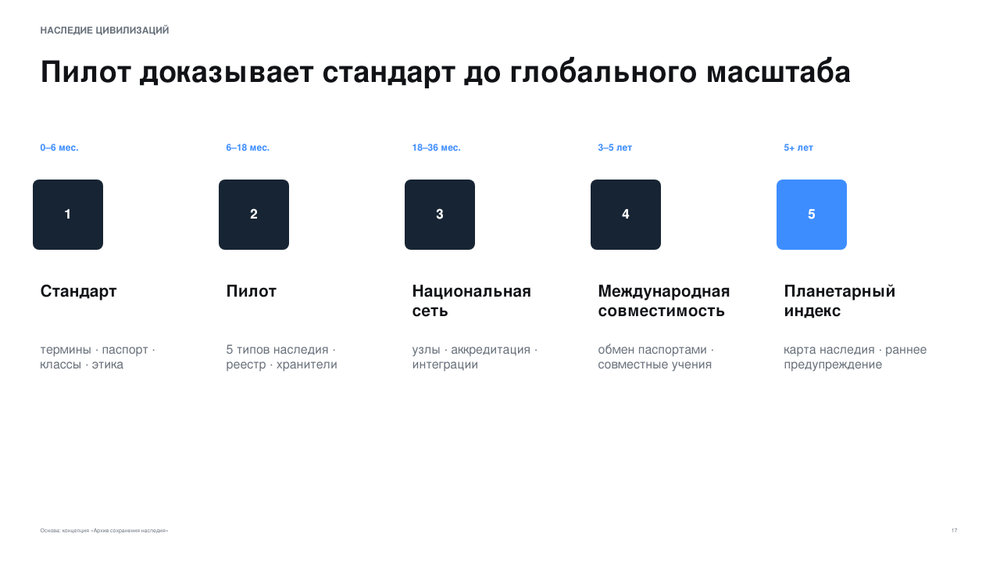 НАСЛЕДИЕ ЦИВИЛИЗАЦИЙ
Пилот доказывает стандарт до глобального масштаба
0–6 мес.
1
Стандарт
термины · паспорт ·
классы · этика
6–18 мес.
2
Пилот
5 типов наследия ·
реестр · хранители
18–36 мес.
3
Национальная
сеть
узлы · аккредитация ·
интеграции
3–5 лет
4
Международная
совместимость
обмен паспортами ·
совместные учения
5+ лет
5
Планетарный
индекс
карта наследия · раннее
предупреждение
Основа: концепция «Архив сохранения наследия»
17